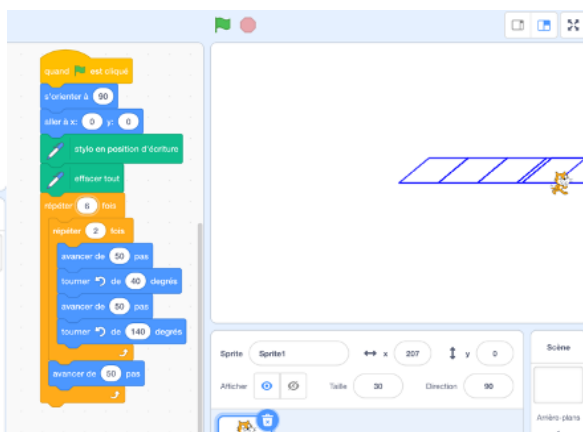 quand est cliqué
s'orienter à 90
aller à x: 0 y: 0
stylo en position d'écriture
effacer tout
répéter 6 fois
répéter 2 fois
avancer de 50 pas
tourner de 40 degrés
avancer de 50 pas
tourner de 140 degrés
avancer de 50 pas
Sprite Sprite1 x 207 y 0
Afficher Taille 30 Direction 90
Scène
Arrière-plans